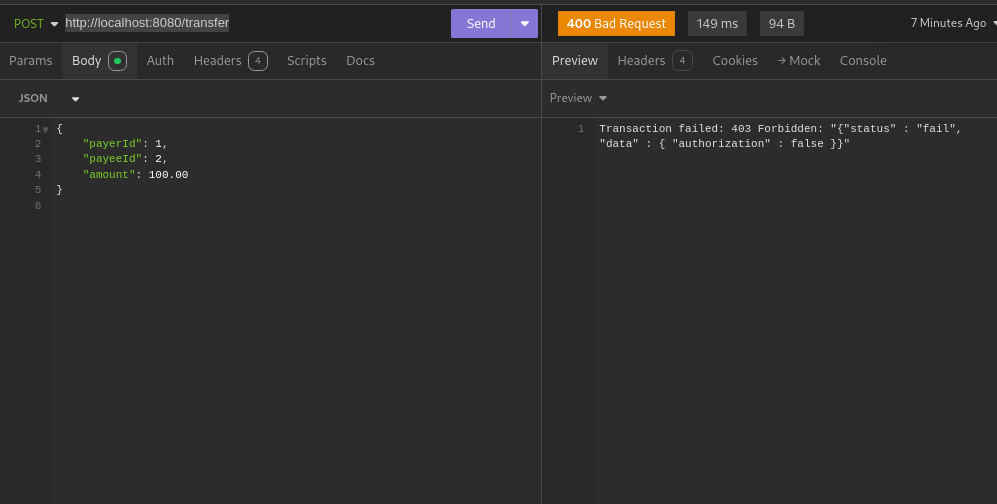 POST http://localhost:8080/transfer Send
400 Bad Request 149 ms 94 B 7 Minutes Ago
Params Body Auth Headers 4 Scripts Docs
Preview Headers 4 Cookies → Mock Console
JSON
Preview
1 {
2 "payerId": 1,
3 "payeeId": 2,
4 "amount": 100.00
5 }
6
1 Transaction failed: 403 Forbidden: "{"status" : "fail",
"data" : { "authorization" : false }}"